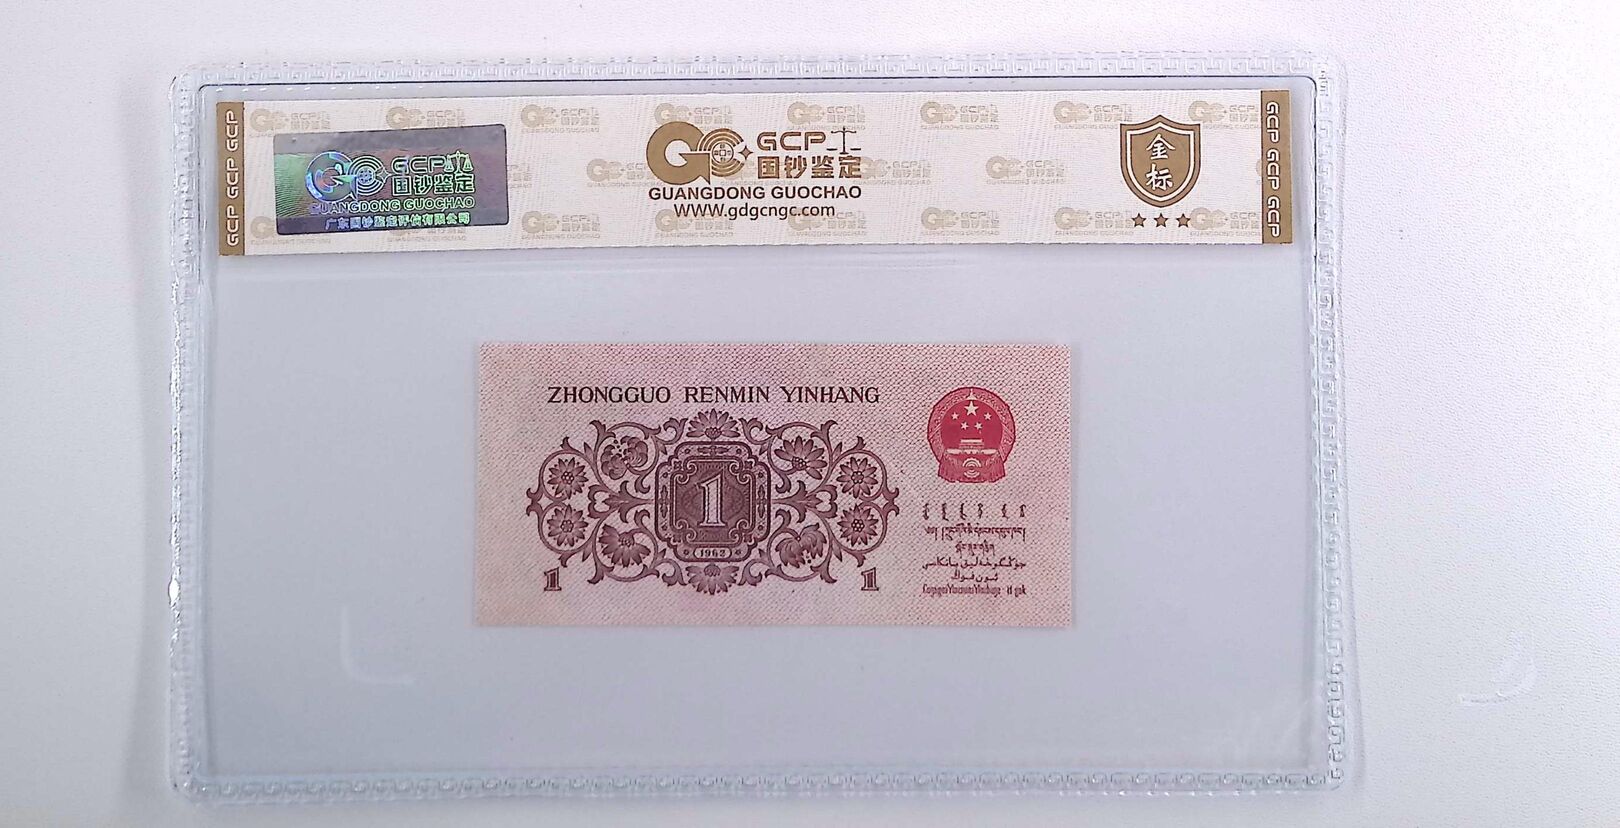 GCP GCP GCP
GCP
国钞鉴定
GUANGDONG GUOCHAO
广东国钞鉴定评估有限公司
GCP
国钞鉴定
GUANGDONG GUOCHAO
WWW.gdgcngc.com
金标
GCP GCP GCP
ZHONGGUO RENMIN YINHANG
1
(1962)
1 1